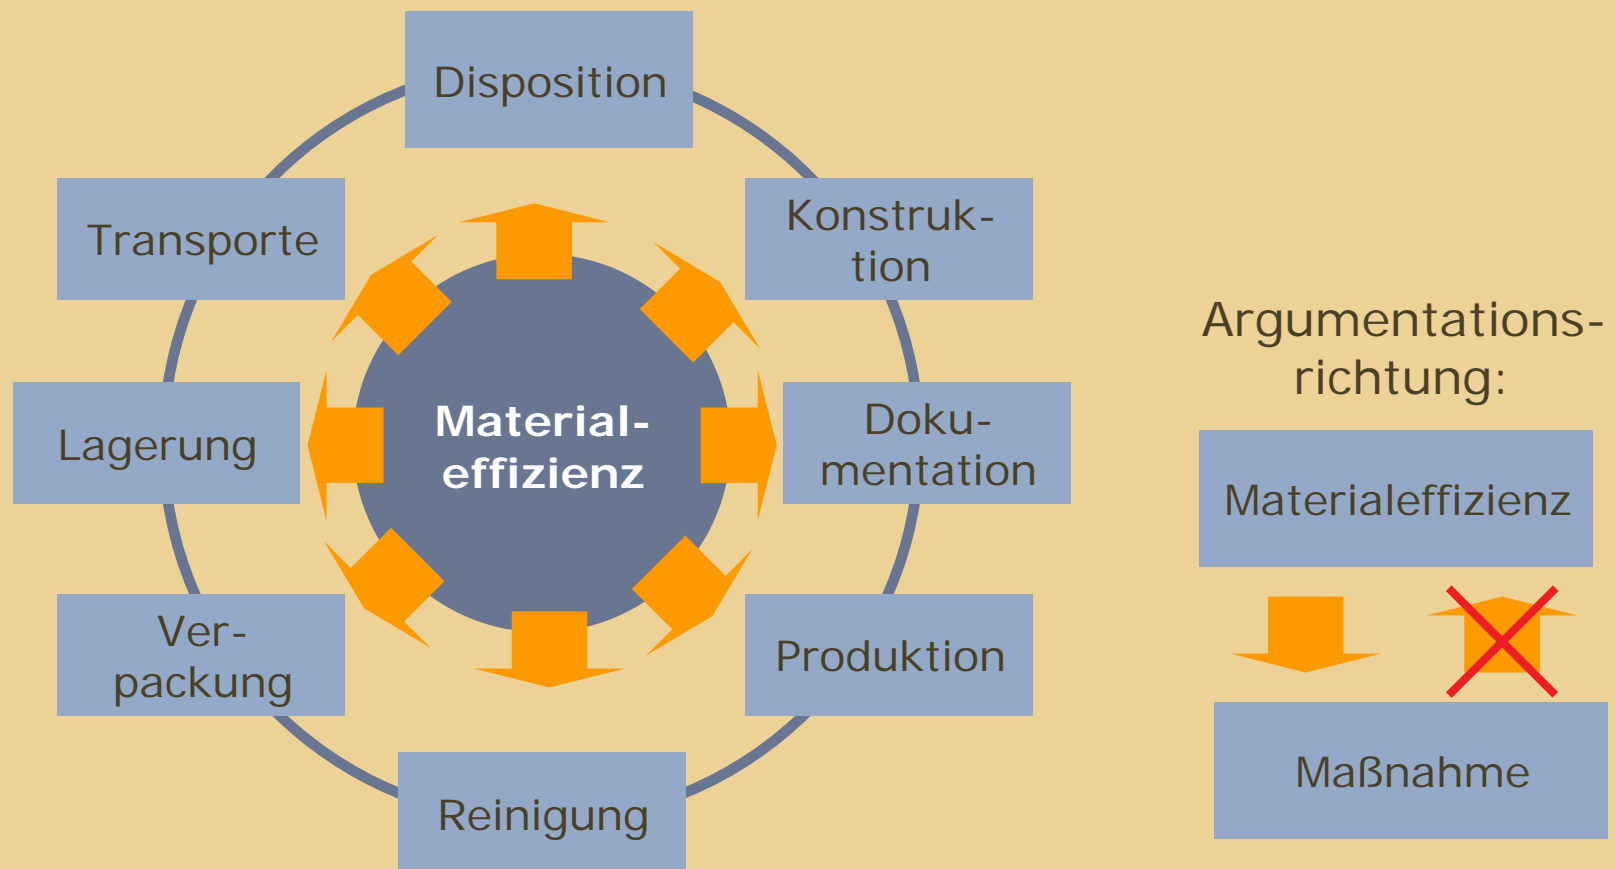 Disposition
Transporte
Konstruk-
tion
Lagerung
Material-
effizienz
Doku-
mentation
Ver-
packung
Produktion
Reinigung
Argumentations-
richtung:
Materialeffizienz
Maßnahme